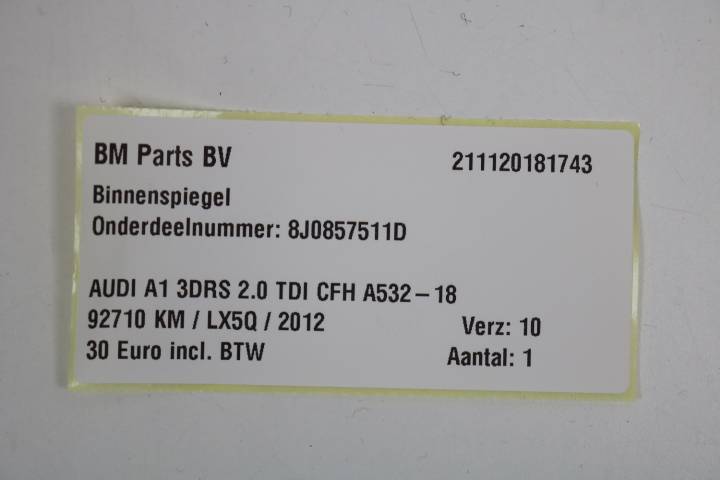 BM Parts BV 211120181743
Binnenspiegel
Onderdeelnummer: 8J0857511D
AUDI A1 3DRS 2.0 TDI CFH A532-18
92710 KM / LX5Q / 2012 Verz: 10
30 Euro incl. BTW Aantal: 1